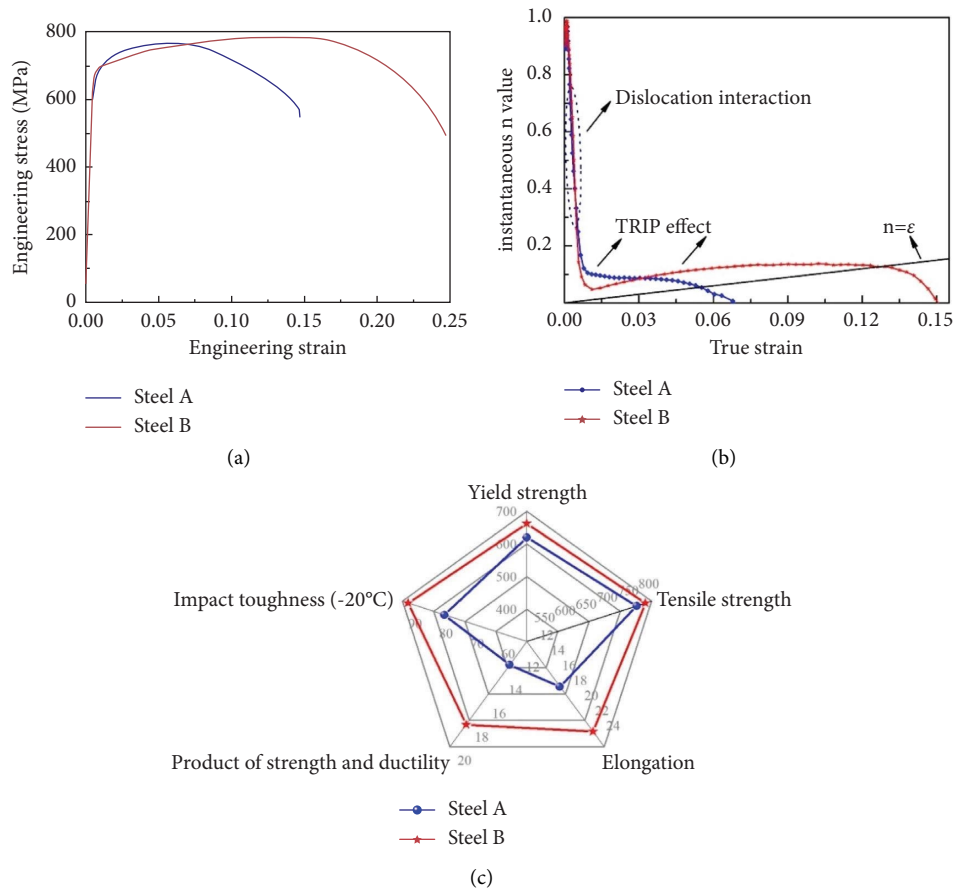 800
600
400
200
0
Engineering stress (MPa)
0.00 0.05 0.10 0.15 0.20 0.25
Engineering strain
Steel A
Steel B
(a)
1.0
0.8
0.6
0.4
0.2
instantaneous n value
Dislocation interaction
TRIP effect
n=ε
0.00 0.03 0.06 0.09 0.12 0.15
True strain
Steel A
Steel B
(b)
Yield strength
700
600
500
400
Tensile strength
550 600 650 700 750 800
Elongation
12
14
16
18
20
22
24
Product of strength and ductility
12
14
16
18
20
Impact toughness (-20°C)
60
70
80
90
Steel A
Steel B
(c)